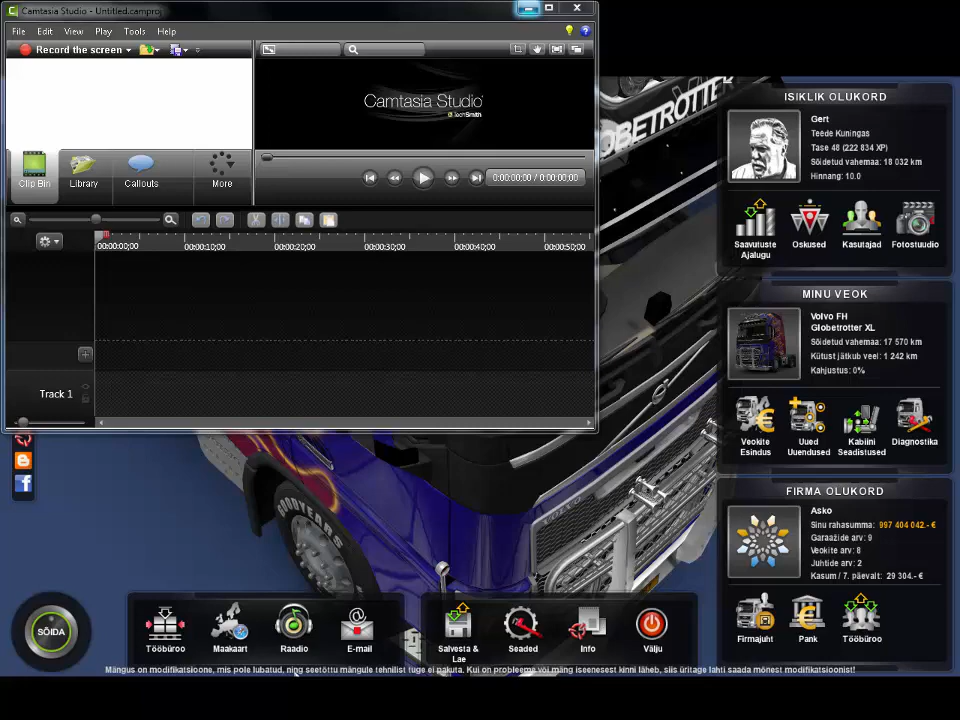 Camtasia Studio - Untitled.camproj
File Edit View Play Tools Help
Record the screen
Camtasia Studio
TechSmith
Clip Bin
Library
Callouts
More
0:00:00;00 / 0:00:00;00
00:00:00;00 00:00:10;00 00:00:20;00 00:00:30;00 00:00:40;00 00:00:50;00
Track 1
GLOBETROTTER
GOODYEAR
ISIKLIK OLUKORD
Gert
Teede Kuningas
Tase 48 (222 834 XP)
Sõidetud vahemaa: 18 032 km
Hinnang: 10.0
Saavutuste
Ajalugu
Oskused
Kasutajad
Fotostuudio
MINU VEOK
Volvo FH
Globetrotter XL
Sõidetud vahemaa: 17 570 km
Kütust jätkub veel: 1 242 km
Kahjustus: 0%
Veokite
Esindus
Uued
Uuendused
Kabiini
Seadistused
Diagnostika
FIRMA OLUKORD
Asko
Sinu rahasumma: 997 404 042.- €
Garaažide arv: 9
Veokite arv: 8
Juhtide arv: 2
Kasum / 7. päevalt: 29 304.- €
Firmajuht
Pank
Tööbüroo
SÕIDA
Tööbüroo
Maakaart
Raadio
E-mail
Salvesta &
Lae
Seaded
Info
Välju
Mängus on modifikatsioone, mis pole lubatud, ning seetõttu mängule tehnilist tuge ei pakuta. Kui on probleeme või mäng iseenesest kinni läheb, siis üritage lahti saada mõnest modifikatsioonist!